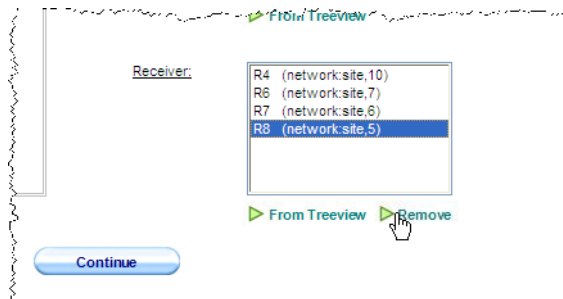 From Treeview
Receiver:
R4 (network:site,10)
R6 (network:site,7)
R7 (network:site,6)
R8 (network:site,5)
From Treeview Remove
Continue